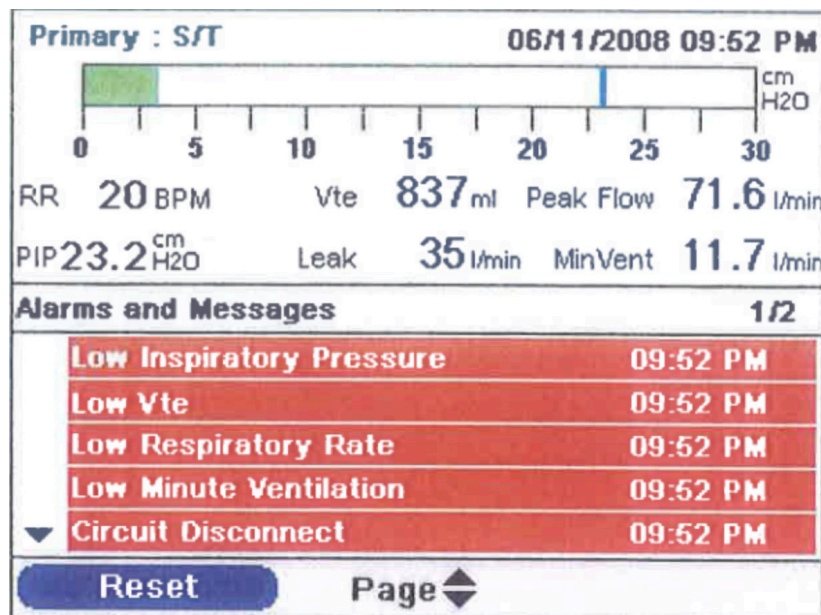 Primary : S/T 06/11/2008 09:52 PM
cm
H2O
0 5 10 15 20 25 30
RR 20 BPM Vte 837 ml Peak Flow 71.6 l/min
PIP 23.2 cm H2O Leak 35 l/min MinVent 11.7 l/min
Alarms and Messages 1/2
Low Inspiratory Pressure 09:52 PM
Low Vte 09:52 PM
Low Respiratory Rate 09:52 PM
Low Minute Ventilation 09:52 PM
Circuit Disconnect 09:52 PM
Reset Page